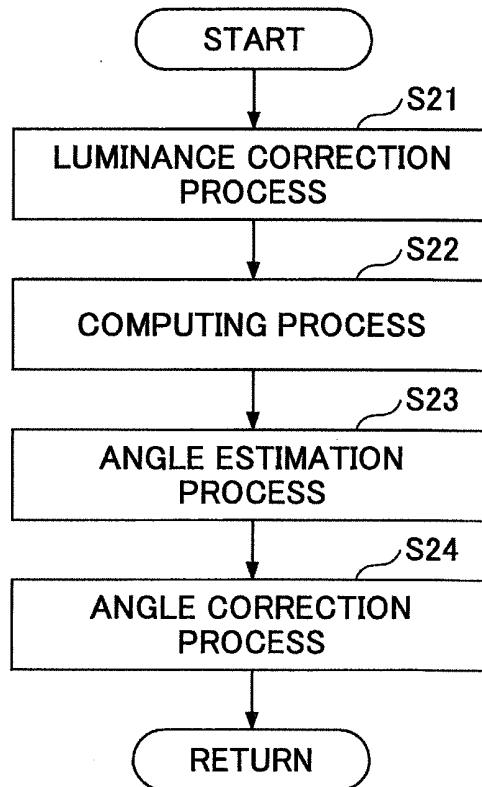 START
S21
LUMINANCE CORRECTION
PROCESS
S22
COMPUTING PROCESS
S23
ANGLE ESTIMATION
PROCESS
S24
ANGLE CORRECTION
PROCESS
RETURN